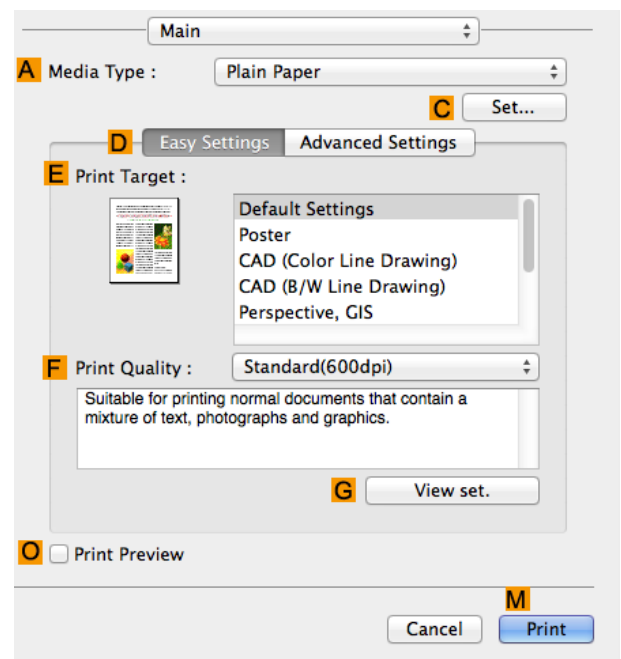 Main
A Media Type : Plain Paper
C Set...
D Easy Settings Advanced Settings
E Print Target :
Default Settings
Poster
CAD (Color Line Drawing)
CAD (B/W Line Drawing)
Perspective, GIS
F Print Quality : Standard(600dpi)
Suitable for printing normal documents that contain a
mixture of text, photographs and graphics.
G View set.
O Print Preview
M
Cancel Print